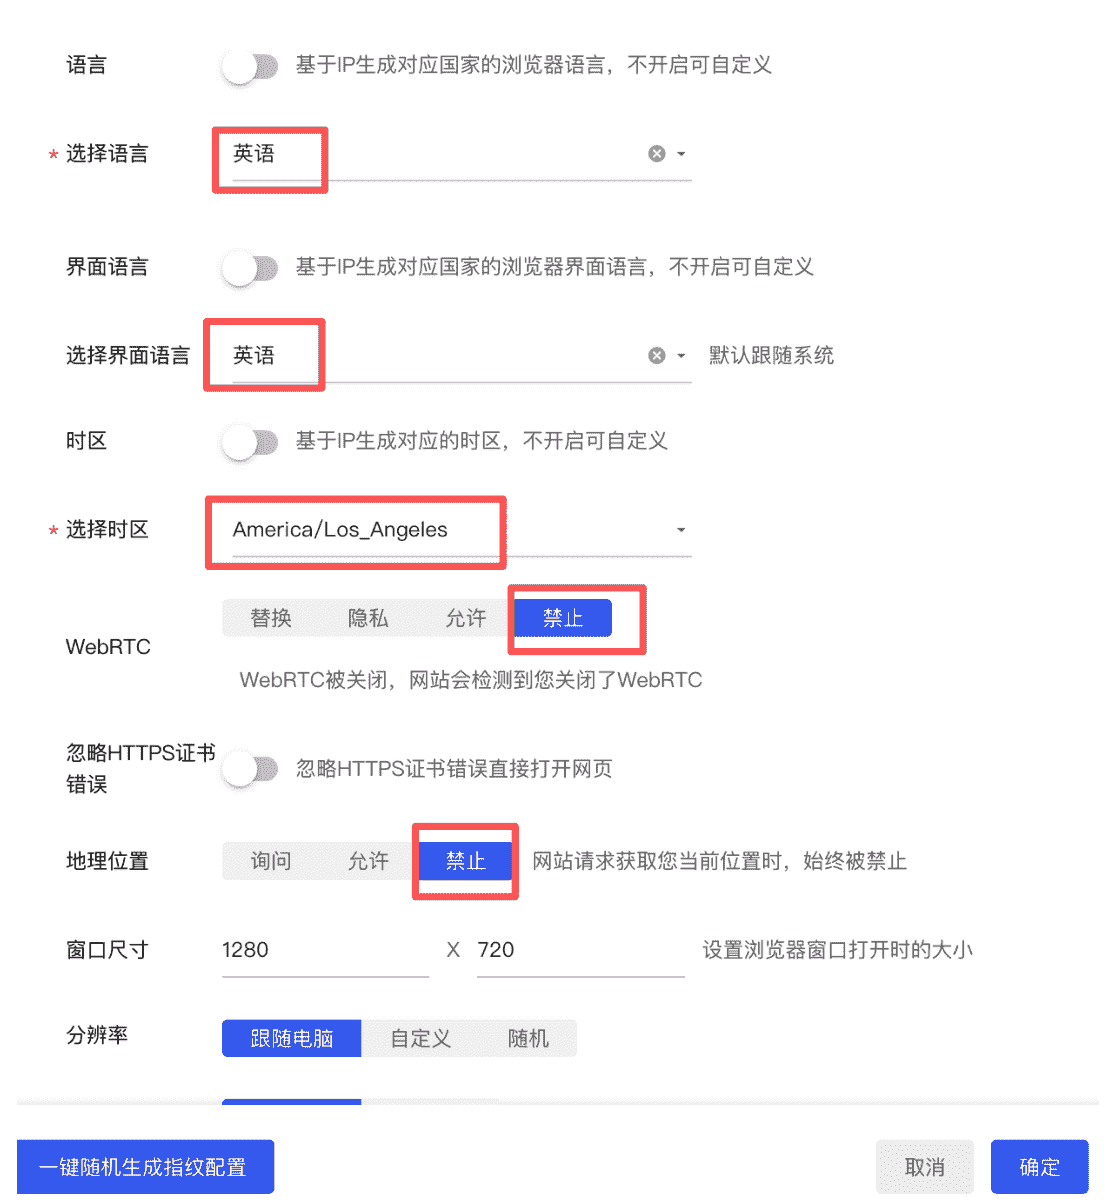 语言 基于IP生成对应国家的浏览器语言，不开启可自定义
* 选择语言 英语
界面语言 基于IP生成对应国家的浏览器界面语言，不开启可自定义
选择界面语言 英语 默认跟随系统
时区 基于IP生成对应的时区，不开启可自定义
* 选择时区 America/Los_Angeles
替换 隐私 允许 禁止
WebRTC
WebRTC被关闭，网站会检测到您关闭了WebRTC
忽略HTTPS证书
错误
忽略HTTPS证书错误直接打开网页
地理位置 询问 允许 禁止 网站请求获取您当前位置时，始终被禁止
窗口尺寸 1280 X 720 设置浏览器窗口打开时的大小
分辨率 跟随电脑 自定义 随机
一键随机生成指纹配置 取消 确定